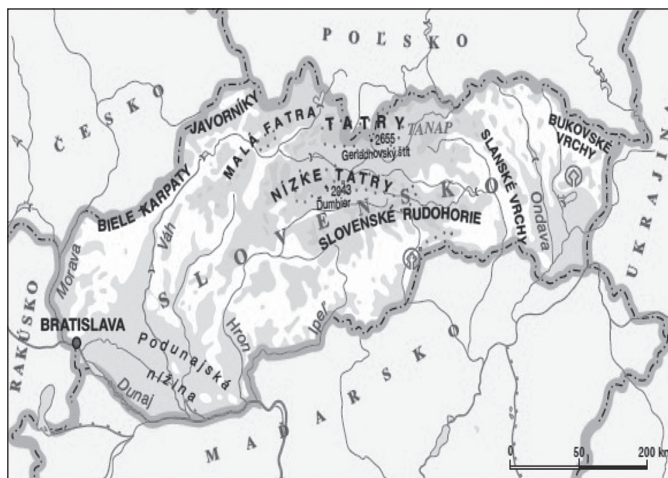 POĽSKO
ČESKO
JAVORNÍKY
MALÁ FATRA
TATRY
TANAP
2655
Gerlachovský štít
BUKOVSKÉ
VRCHY
SLANSKÉ VRCHY
NÍZKE TATRY
2043
Ďumbier
BIELE KARPATY
SLOVENSKO
SLOVENSKÉ RUDOHORIE
Ondava
UKRAJIN
Morava
Váh
RAKÚSKO
BRATISLAVA
Podunajská
nížina
Hron
Ipeľ
Dunaj
MAĎARSKO
0 50 200 km